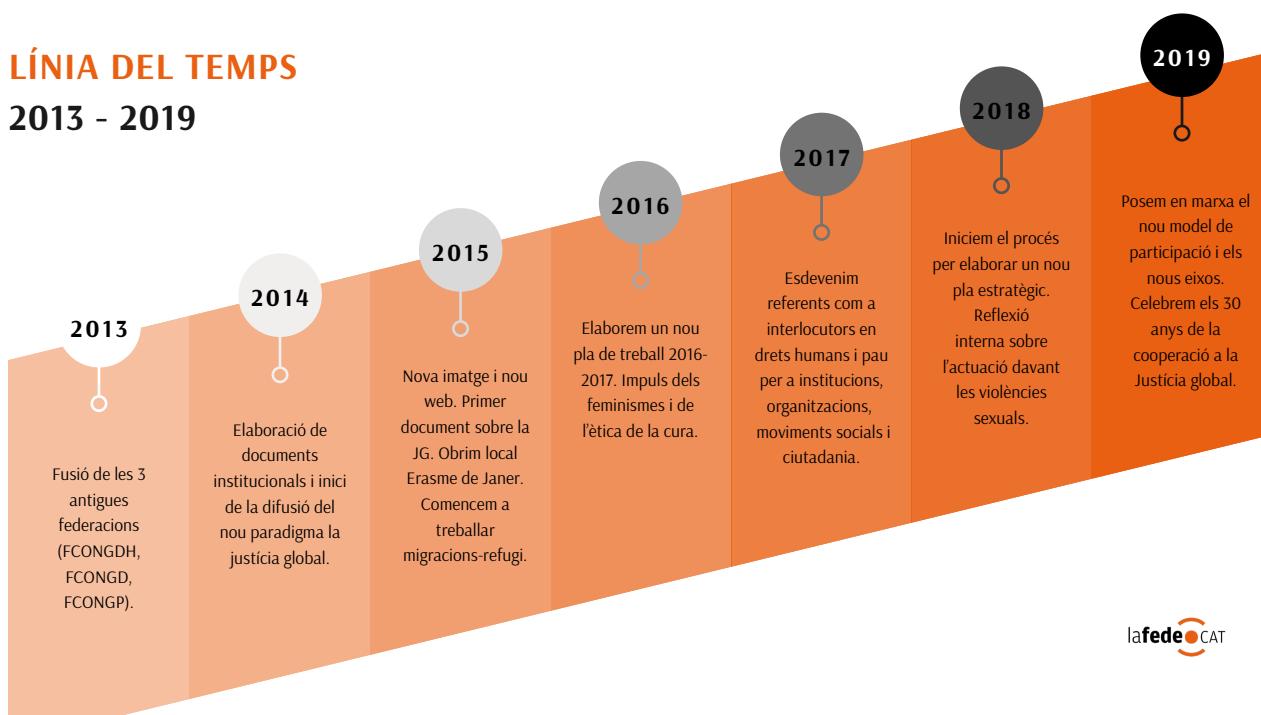 LÍNIA DEL TEMPS
2013 - 2019
2013
Fusió de les 3
antigues
federacions
(FCONGDH,
FCONGD,
FCONGP).
2014
Elaboració de
documents
institucionals i inici
de la difusió del
nou paradigma la
justícia global.
2015
Nova imatge i nou
web. Primer
document sobre la
JG. Obrim local
Erasme de Janer.
Comencem a
treballar
migracions-refugi.
2016
Elaborem un nou
pla de treball 2016-
2017. Impuls dels
feminismes i de
l'ètica de la cura.
2017
Esdevenim
referents com a
interlocutors en
drets humans i pau
per a institucions,
organitzacions,
moviments socials i
ciutadania.
2018
Iniciem el procés
per elaborar un nou
pla estratègic.
Reflexió
interna sobre
l'actuació davant
les violències
sexuals.
2019
Posem en marxa el
nou model de
participació i els
nous eixos.
Celebrem els 30
anys de la
cooperació a la
Justícia global.
lafede CAT